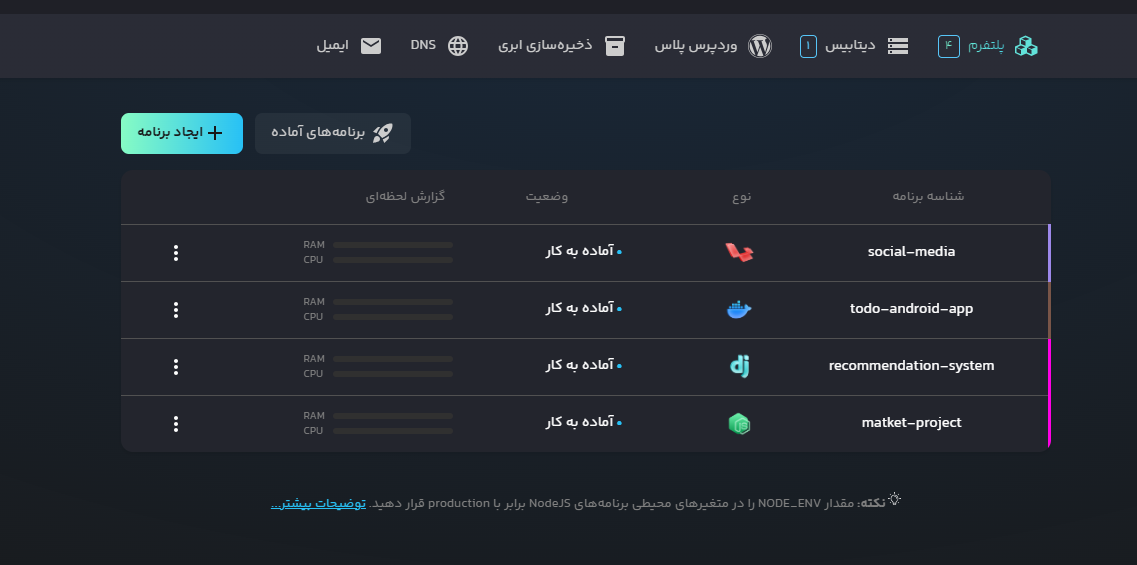 پلتفرم ۴ دیتابیس ۱ وردپرس پلاس ذخیره‌سازی ابری DNS ایمیل
برنامه‌های آماده ایجاد برنامه
شناسه برنامه نوع وضعیت گزارش لحظه‌ای
social-media آماده به کار RAM
CPU
todo-android-app آماده به کار RAM
CPU
recommendation-system آماده به کار RAM
CPU
matket-project آماده به کار RAM
CPU
نکته: مقدار NODE_ENV را در متغیرهای محیطی برنامه‌های NodeJS برابر با production قرار دهید. توضیحات بیشتر...